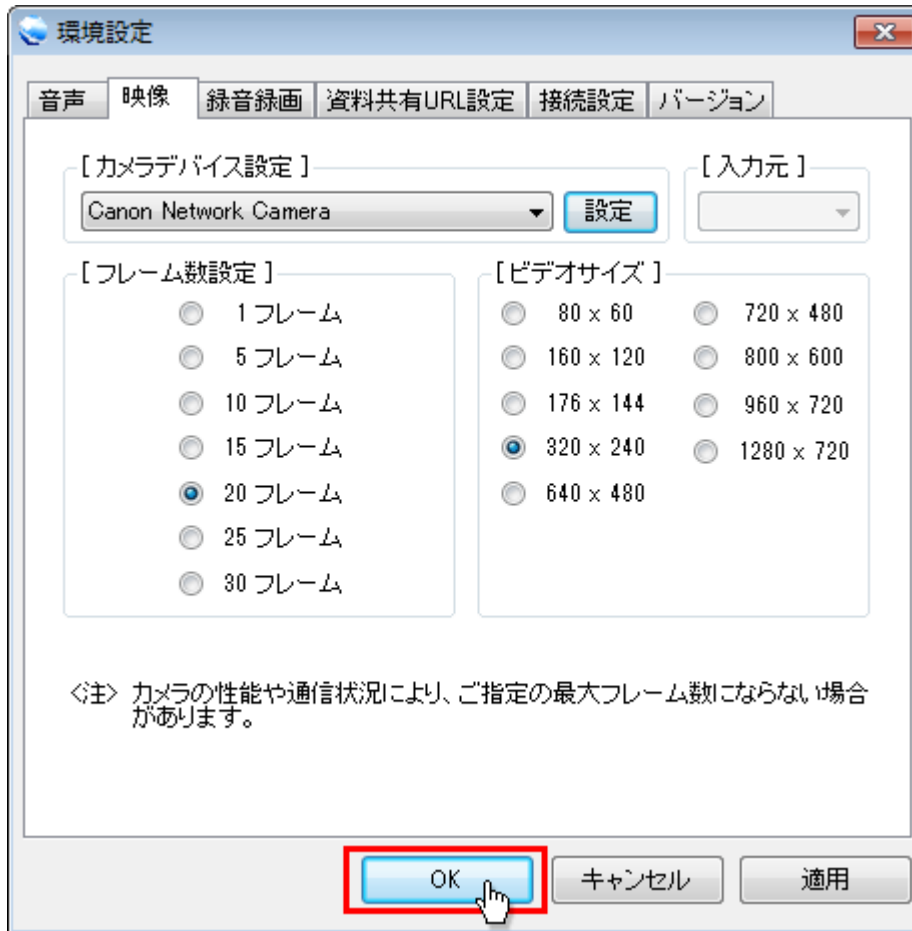 環境設定
音声 映像 録音録画 資料共有URL設定 接続設定 バージョン
[ カメラデバイス設定 ] [ 入力元 ]
Canon Network Camera 設定
[ フレーム数設定 ] [ ビデオサイズ ]
1 フレーム 80 x 60 720 x 480
5 フレーム 160 x 120 800 x 600
10 フレーム 176 x 144 960 x 720
15 フレーム 320 x 240 1280 x 720
20 フレーム 640 x 480
25 フレーム
30 フレーム
<注> カメラの性能や通信状況により、ご指定の最大フレーム数にならない場合
があります。
OK キャンセル 適用